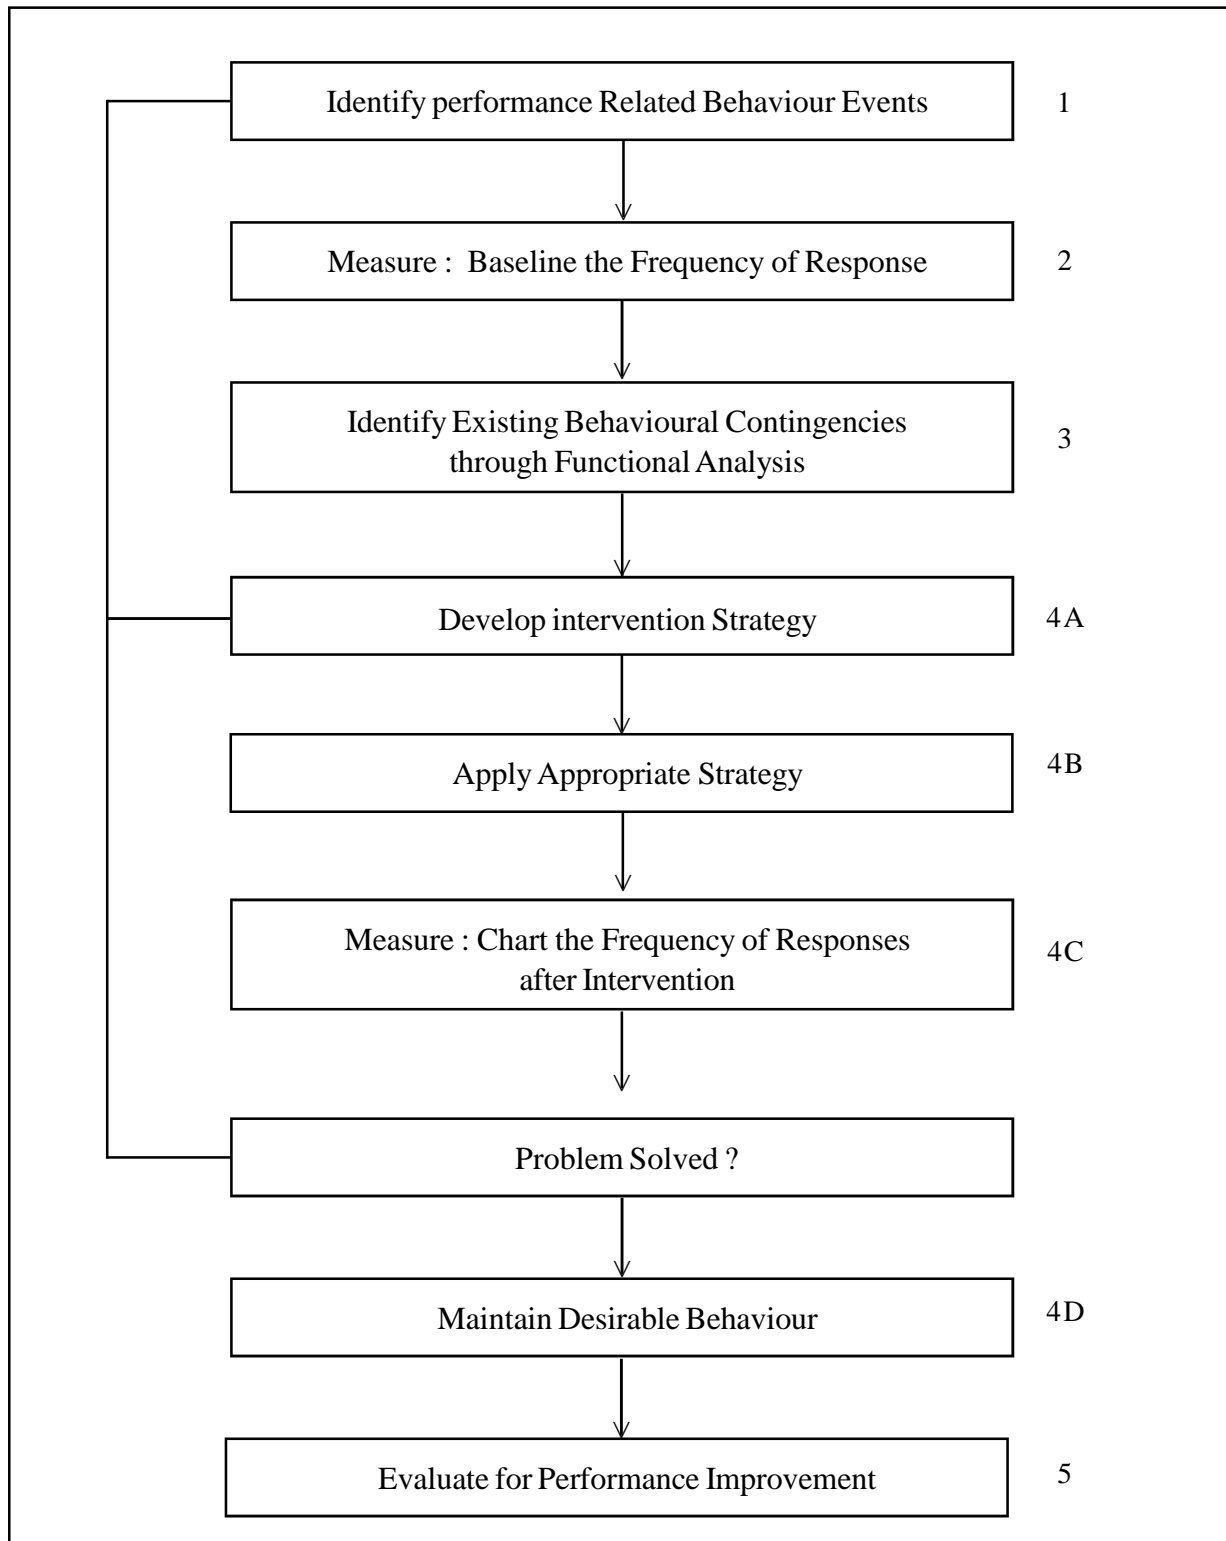 Identify performance Related Behaviour Events
1
Measure : Baseline the Frequency of Response
2
Identify Existing Behavioural Contingencies
through Functional Analysis
3
Develop intervention Strategy
4A
Apply Appropriate Strategy
4B
Measure : Chart the Frequency of Responses
after Intervention
4C
Problem Solved ?
Maintain Desirable Behaviour
4D
Evaluate for Performance Improvement
5